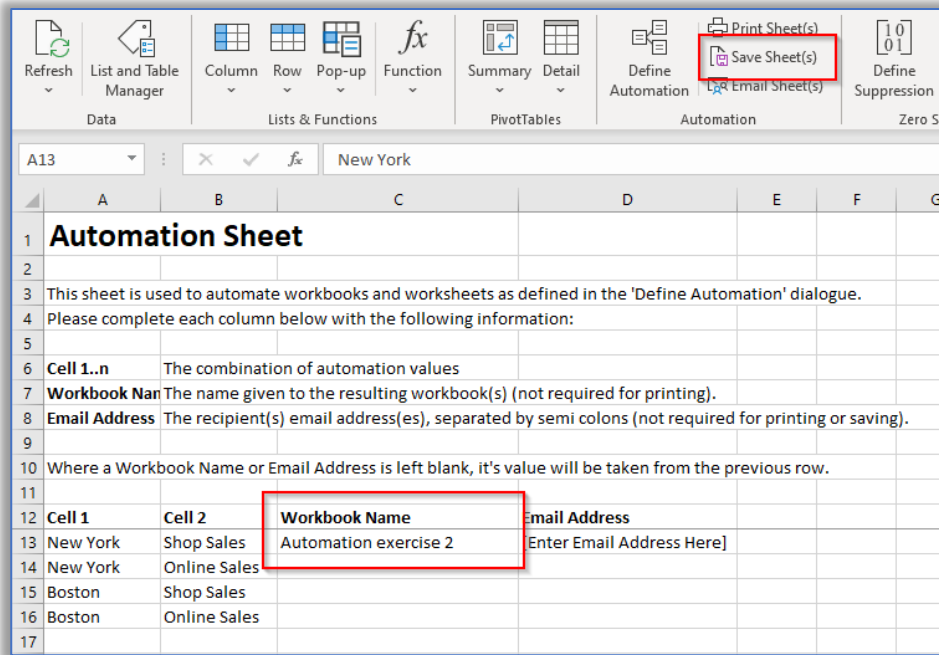 Refresh
List and Table
Manager
Data
Column
Row
Pop-up
fx
Function
Lists & Functions
Summary
Detail
PivotTables
Define
Automation
Print Sheet(s)
Save Sheet(s)
Email Sheet(s)
Automation
10
01
Define
Suppression
Zero S
A13
fx
New York
A B C D E F G
1 Automation Sheet
2
3 This sheet is used to automate workbooks and worksheets as defined in the 'Define Automation' dialogue.
4 Please complete each column below with the following information:
5
6 Cell 1..n The combination of automation values
7 Workbook Nan The name given to the resulting workbook(s) (not required for printing).
8 Email Address The recipient(s) email address(es), separated by semi colons (not required for printing or saving).
9
10 Where a Workbook Name or Email Address is left blank, it's value will be taken from the previous row.
11
12 Cell 1 Cell 2 Workbook Name Email Address
13 New York Shop Sales Automation exercise 2 [Enter Email Address Here]
14 New York Online Sales
15 Boston Shop Sales
16 Boston Online Sales
17